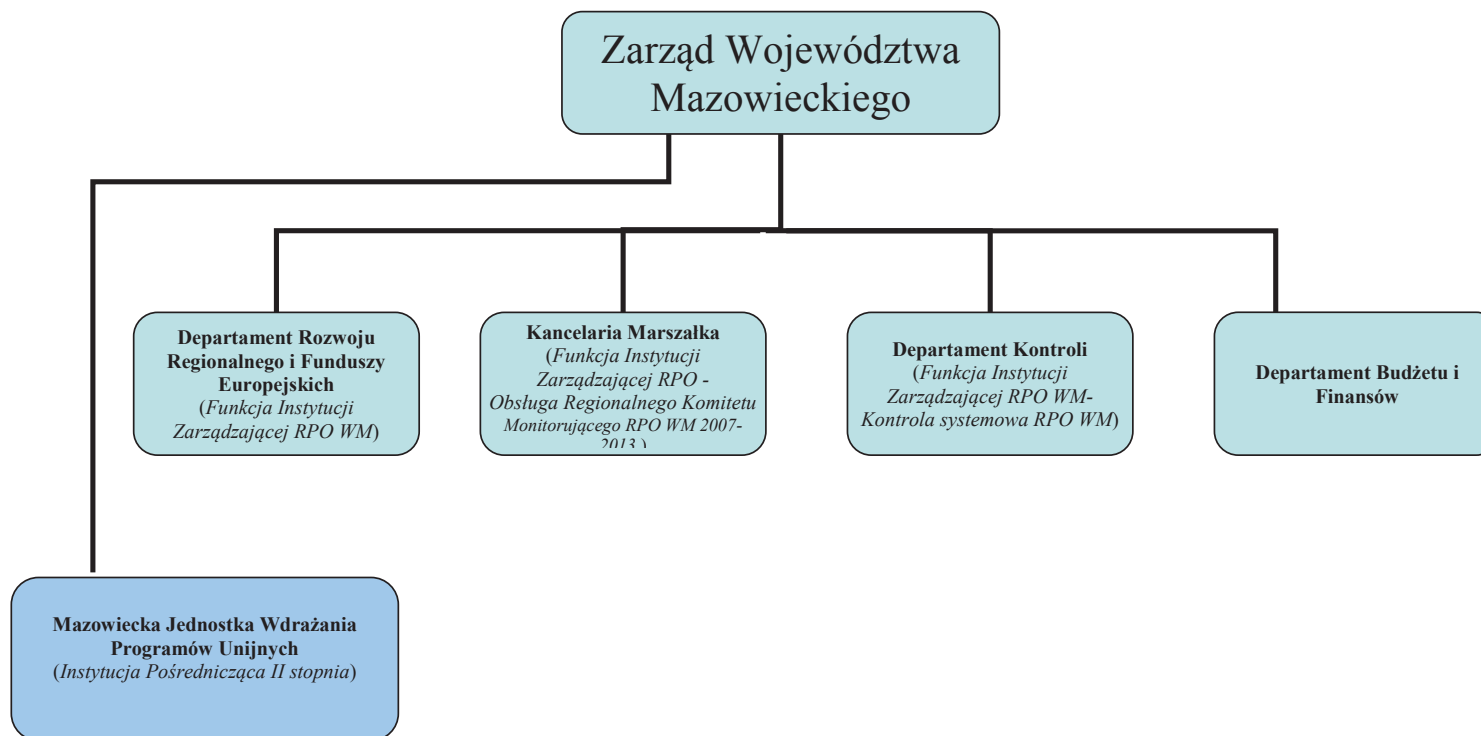 Zarząd Województwa
Mazowieckiego
Departament Rozwoju
Regionalnego i Funduszy
Europejskich
(Funkcja Instytucji
Zarządzającej RPO WM)
Kancelaria Marszałka
(Funkcja Instytucji
Zarządzającej RPO -
Obsługa Regionalnego Komitetu
Monitorującego RPO WM 2007-
2013 )
Departament Kontroli
(Funkcja Instytucji
Zarządzającej RPO WM-
Kontrola systemowa RPO WM)
Departament Budżetu i
Finansów
Mazowiecka Jednostka Wdrażania
Programów Unijnych
(Instytucja Pośrednicząca II stopnia)